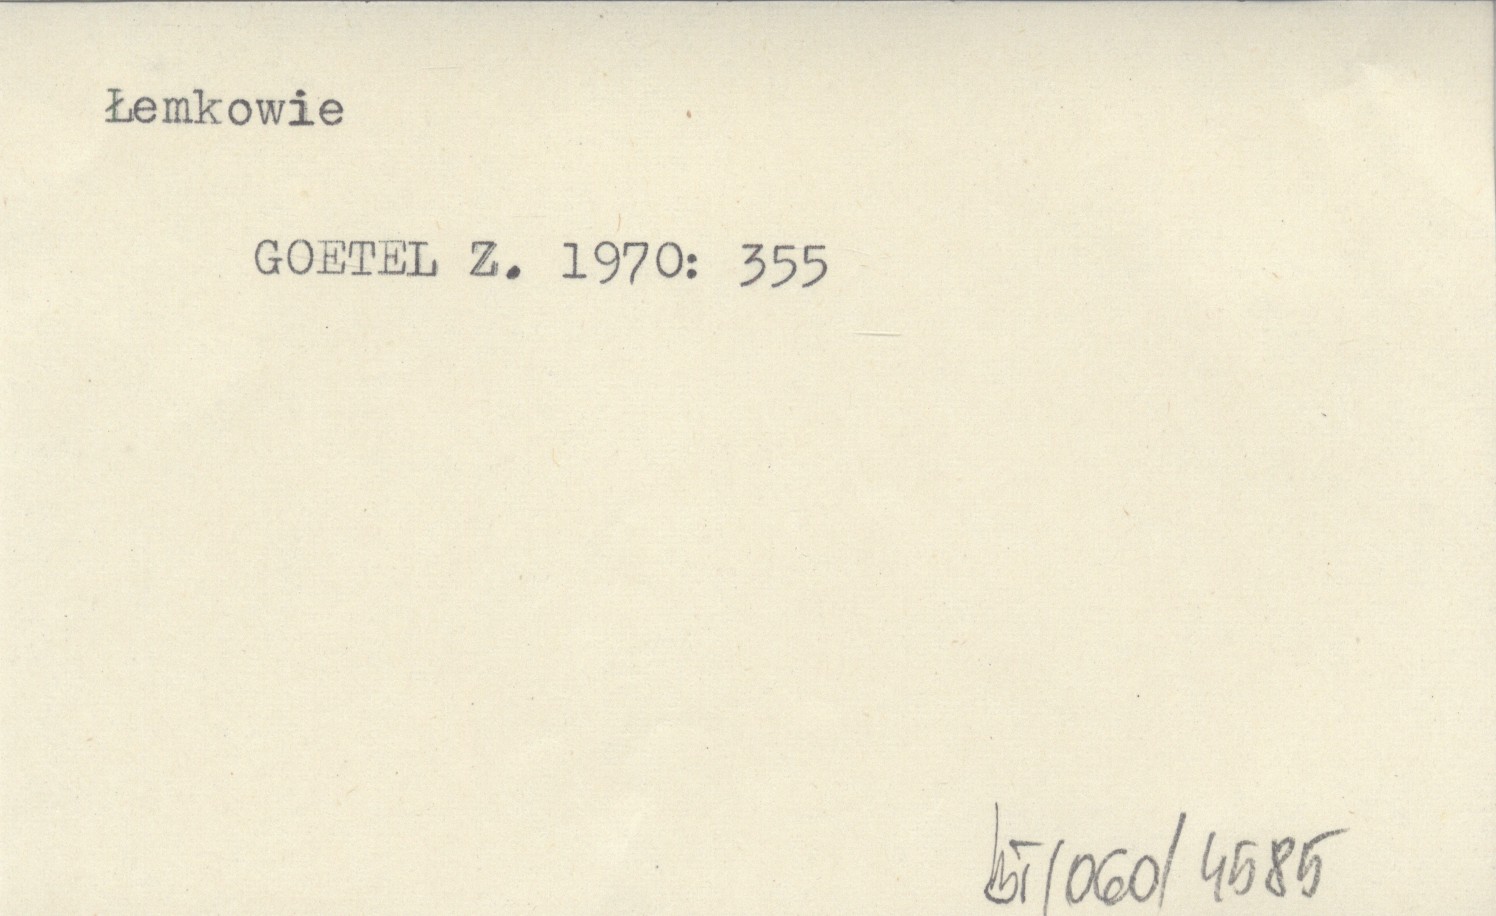 Łemkowie
GOETEL Z. 1970: 355
/060/4585